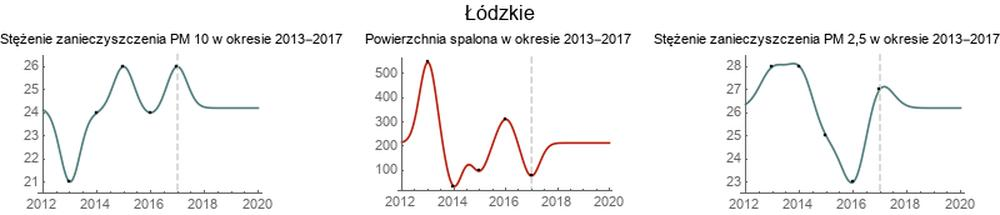 Łódzkie
Stężenie zanieczyszczenia PM 10 w okresie 2013–2017
26
25
24
23
22
21
2012 2014 2016 2018 2020
Powierzchnia spalona w okresie 2013–2017
500
400
300
200
100
2012 2014 2016 2018 2020
Stężenie zanieczyszczenia PM 2,5 w okresie 2013–2017
28
27
26
25
24
23
2012 2014 2016 2018 2020